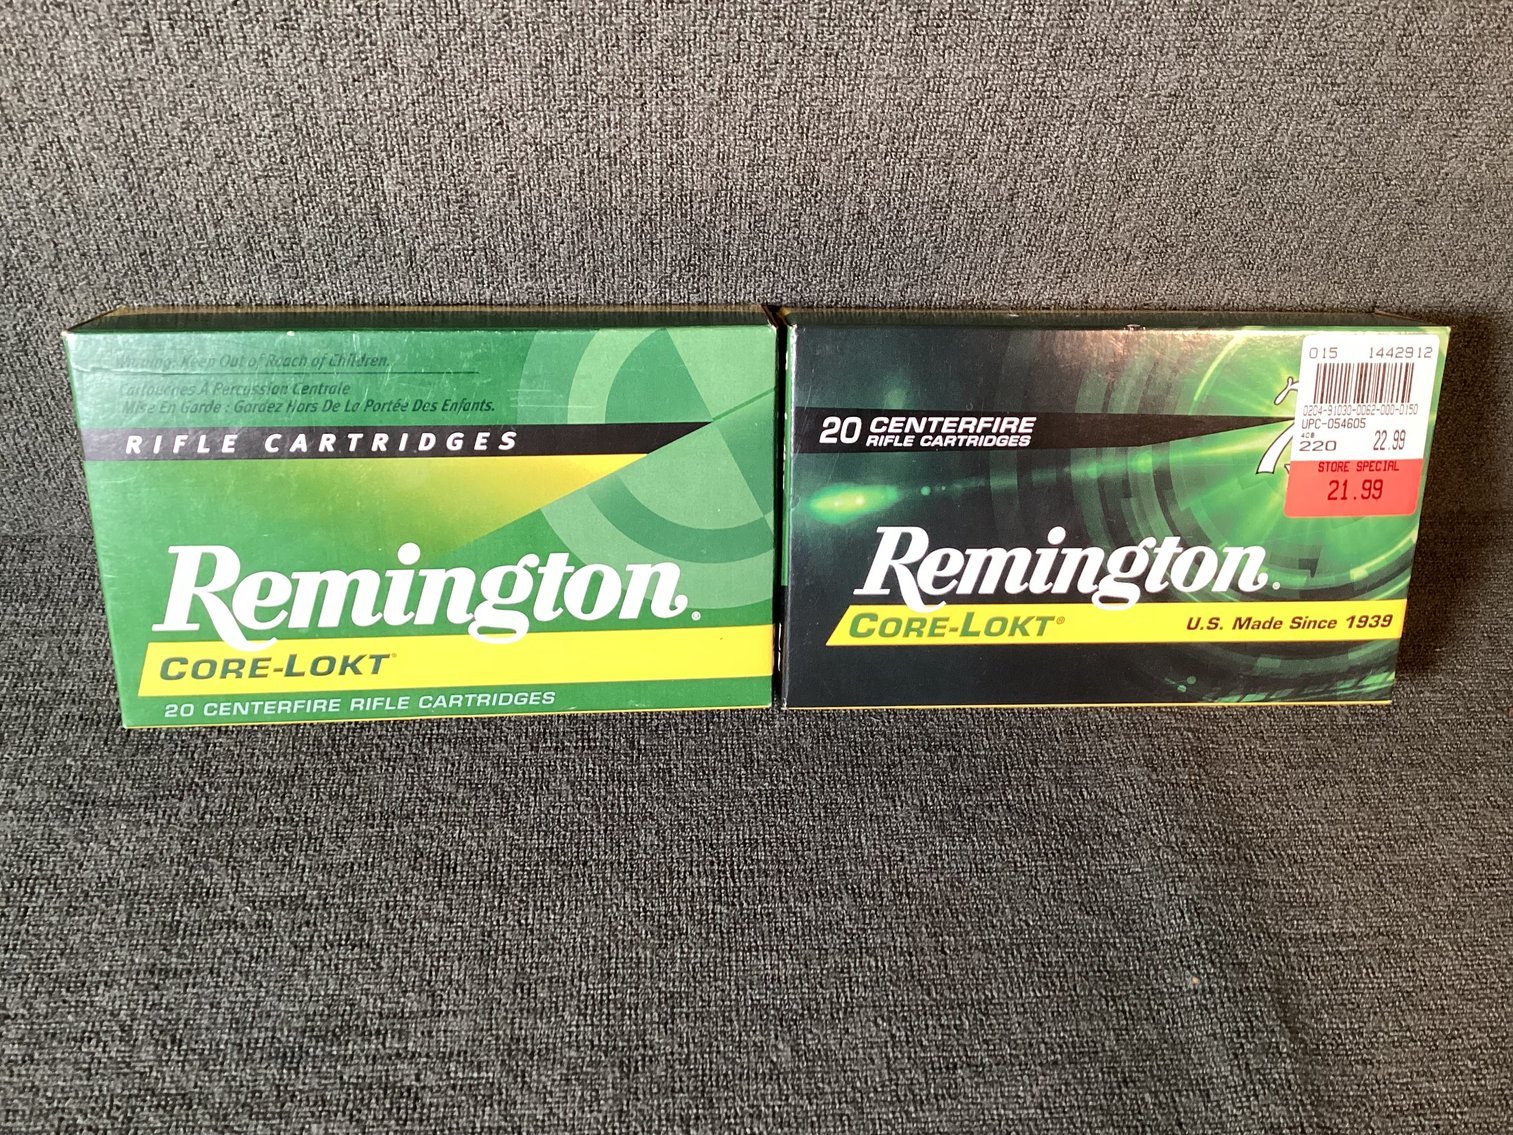 Warning: Keep Out of Reach of Children.
Cartouches À Percussion Centrale
Mise En Garde : Gardez Hors De La Portée Des Enfants.
RIFLE CARTRIDGES
Remington®
CORE-LOKT®
20 CENTERFIRE RIFLE CARTRIDGES
20 CENTERFIRE
RIFLE CARTRIDGES
7
Remington®
CORE-LOKT® U.S. Made Since 1939
015 1442912
0204-91030-0062-000-0150
UPC-054605
220 22.99
STORE SPECIAL
21.99